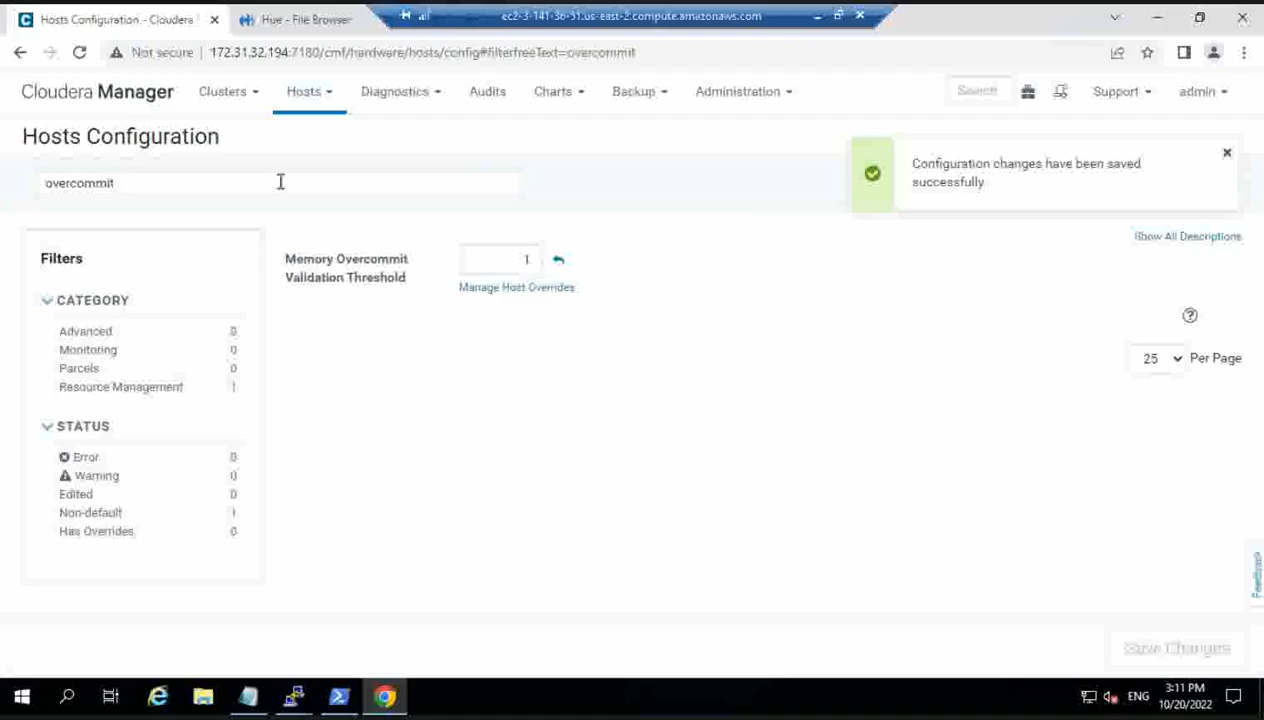 Hosts Configuration - Cloudera
Hue - File Browser
ec2-3-141-36-51.us-east-2.compute.amazonaws.com
Not secure
172.31.32.194:7180/cmf/hardware/hosts/config#filterfreeText=overcommit
Cloudera Manager
Clusters
Hosts
Diagnostics
Audits
Charts
Backup
Administration
Search
Support
admin
Hosts Configuration
overcommit
Configuration changes have been saved
successfully
Show All Descriptions
Filters
Memory Overcommit
Validation Threshold
1
Manage Host Overrides
CATEGORY
Advanced 0
Monitoring 0
Parcels 0
Resource Management 1
25 Per Page
STATUS
Error 0
Warning 0
Edited 0
Non-default 1
Has Overrides 0
Feedback
Save Changes
ENG
3:11 PM
10/20/2022